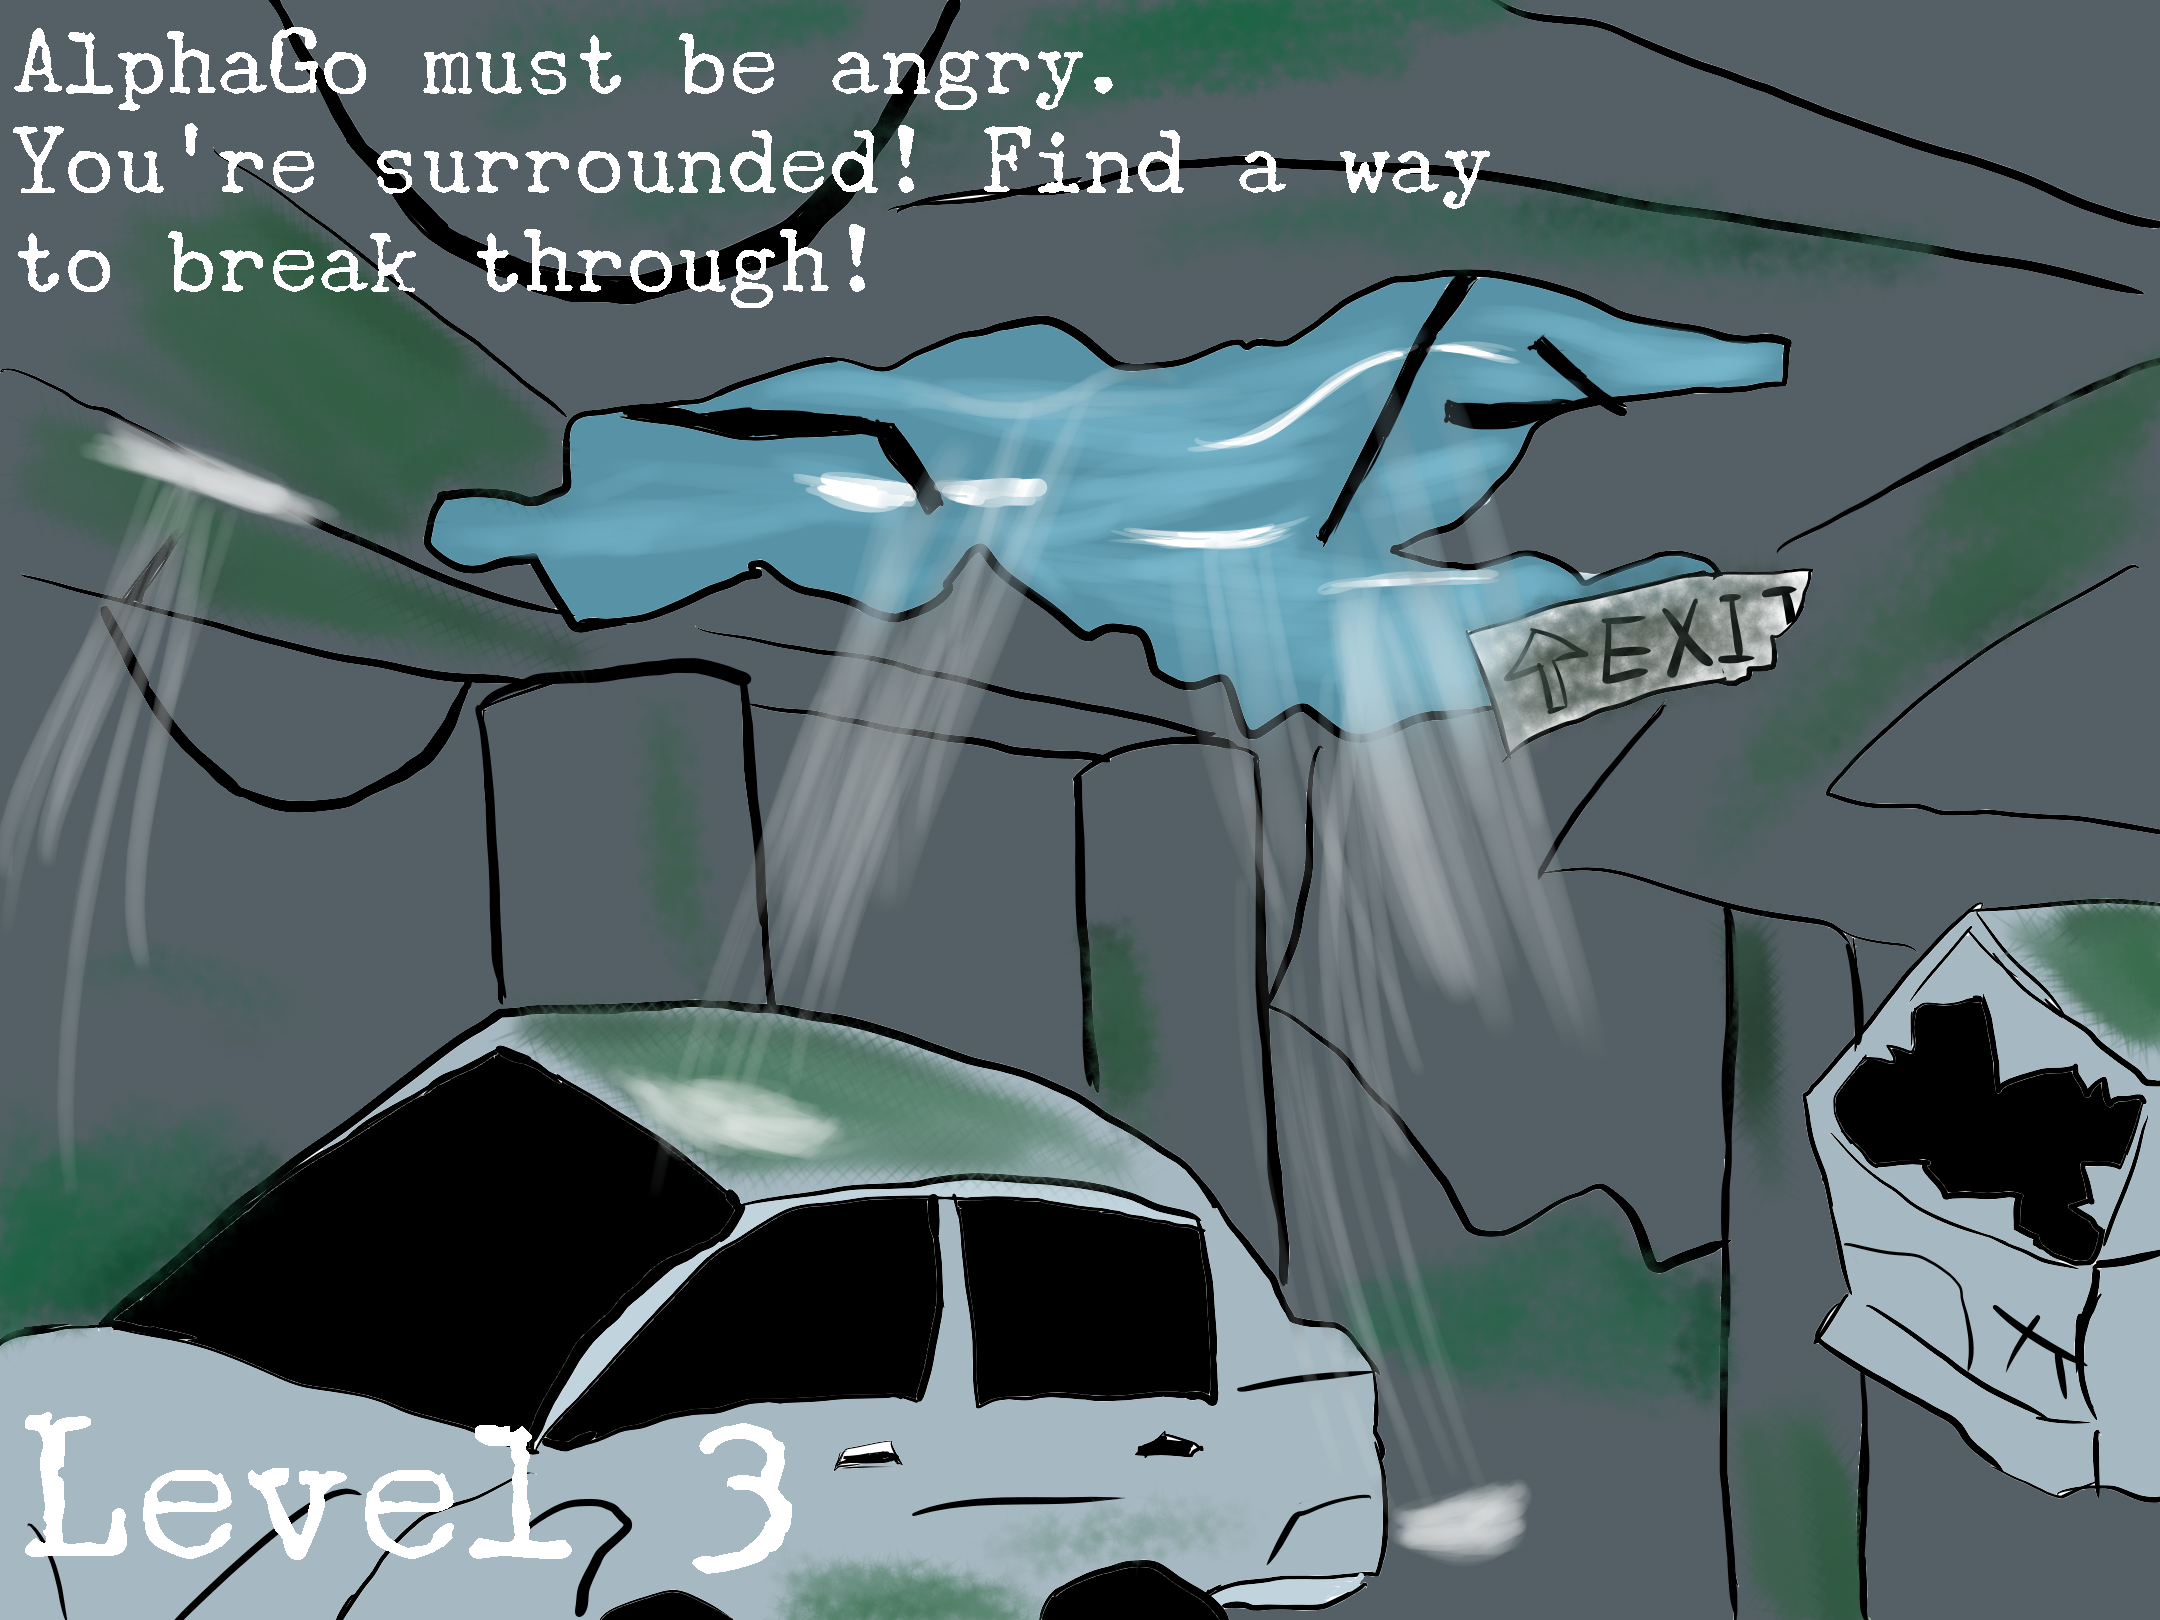 AlphaGo must be angry.
You're surrounded! Find a way
to break through!
EXIT
Level 3